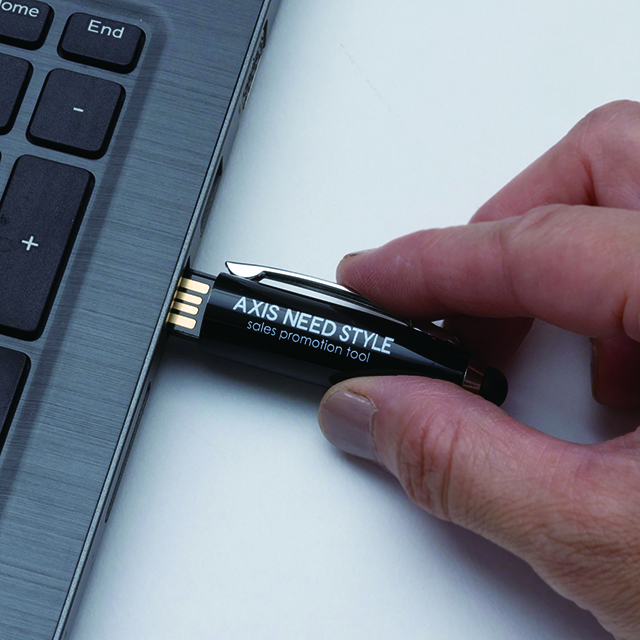 Home
End
-
+
AXIS NEED STYLE
sales promotion tool